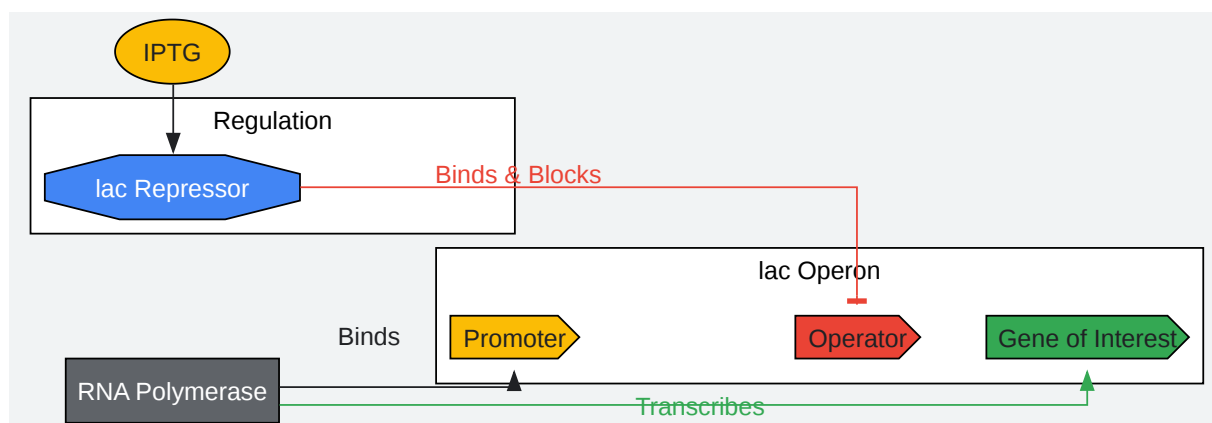 IPTG
Regulation
lac Repressor
Binds & Blocks
lac Operon
Binds
Promoter
Operator
Gene of Interest
RNA Polymerase
Transcribes